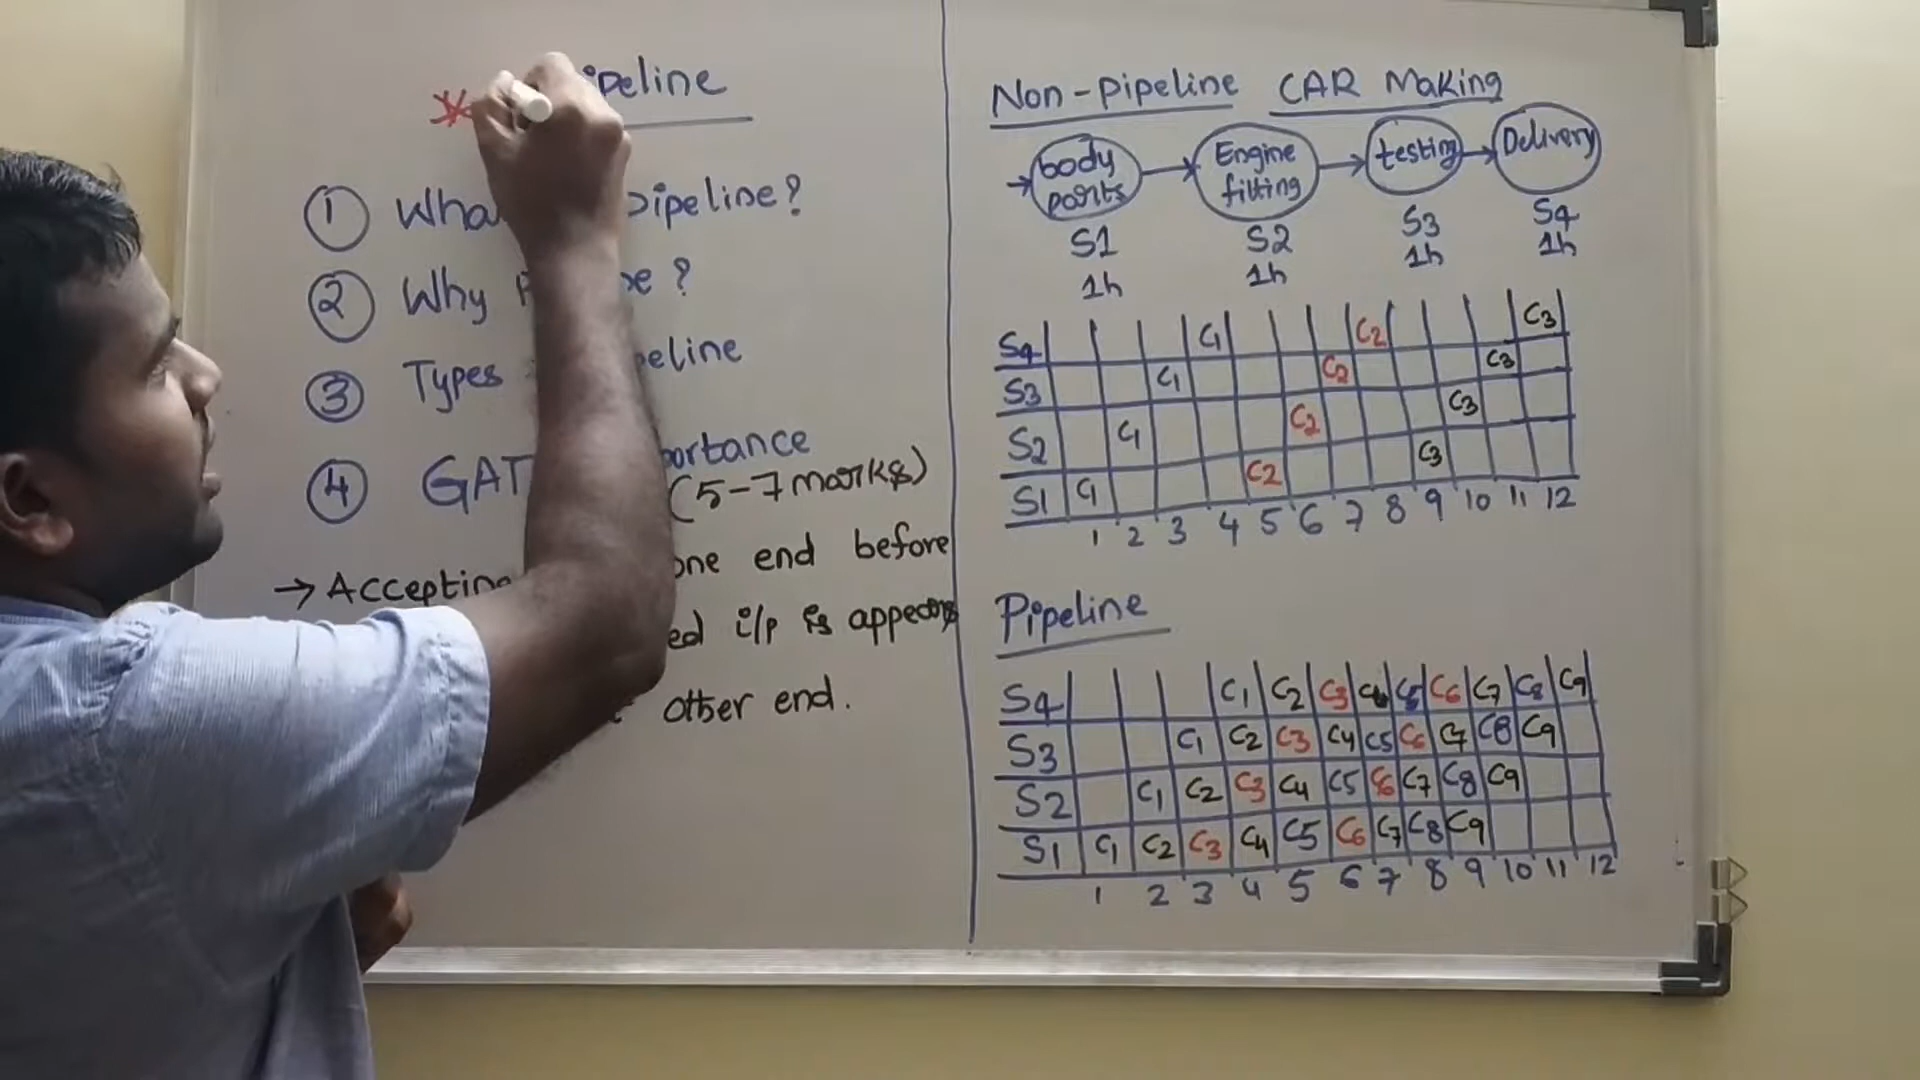 ipeline
① What pipeline?
② Why ?
③ Types peline
④ GAT portance
(5-7 marks)
→ Accepting one end before
ed i/p is appears
other end.
Non-pipeline CAR Making
→ body parts → Engine fitting → testing → Delivery
S1 S2 S3 S4
1h 1h 1h 1h
S4 C1 C2 C3
S3 C1 C2 C3
S2 C1 C2 C3
S1 C1 C2 C3
1 2 3 4 5 6 7 8 9 10 11 12
Pipeline
S4 C1 C2 C3 C4 C5 C6 C7 C8 C9
S3 C1 C2 C3 C4 C5 C6 C7 C8 C9
S2 C1 C2 C3 C4 C5 C6 C7 C8 C9
S1 C1 C2 C3 C4 C5 C6 C7 C8 C9
1 2 3 4 5 6 7 8 9 10 11 12